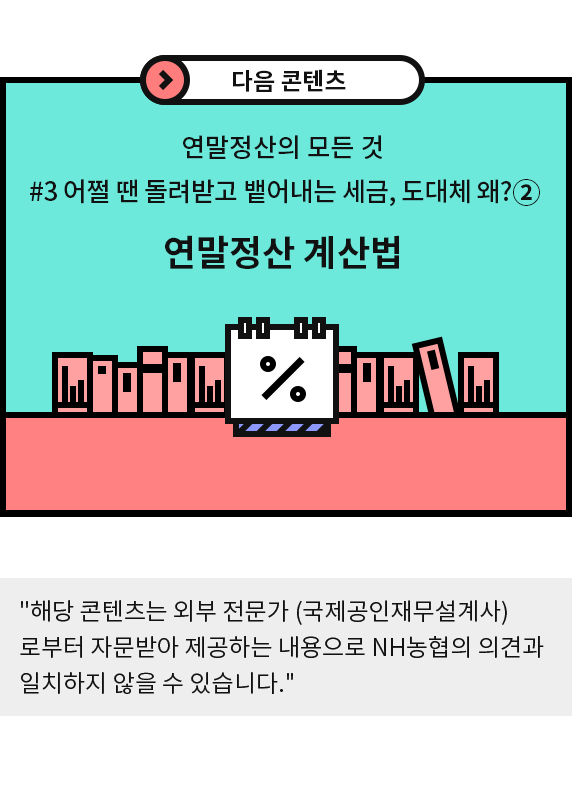 다음 콘텐츠
연말정산의 모든 것
#3 어쩔 땐 돌려받고 뱉어내는 세금, 도대체 왜?②
연말정산 계산법
%
"해당 콘텐츠는 외부 전문가 (국제공인재무설계사)
로부터 자문받아 제공하는 내용으로 NH농협의 의견과
일치하지 않을 수 있습니다."